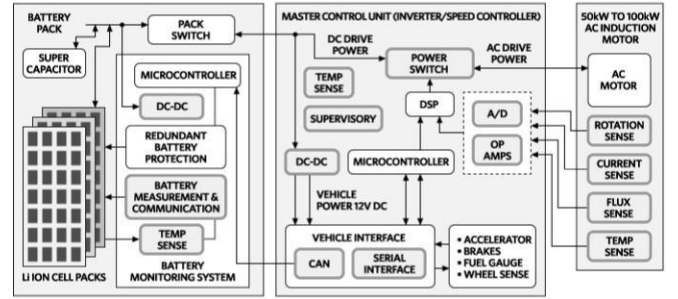 BATTERY
PACK
SUPER
CAPACITOR
PACK
SWITCH
MICROCONTROLLER
DC-DC
REDUNDANT
BATTERY
PROTECTION
BATTERY
MEASUREMENT &
COMMUNICATION
TEMP
SENSE
BATTERY
MONITORING SYSTEM
Li ION CELL PACKS
MASTER CONTROL UNIT (INVERTER/SPEED CONTROLLER)
DC DRIVE
POWER
POWER
SWITCH
AC DRIVE
POWER
TEMP
SENSE
DSP
A/D
SUPERVISORY
OP
AMPS
DC-DC
MICROCONTROLLER
VEHICLE
POWER 12V DC
VEHICLE INTERFACE
CAN
SERIAL
INTERFACE
• ACCELERATOR
• BRAKES
• FUEL GAUGE
• WHEEL SENSE
50kW TO 100kW
AC INDUCTION
MOTOR
AC
MOTOR
ROTATION
SENSE
CURRENT
SENSE
FLUX
SENSE
TEMP
SENSE